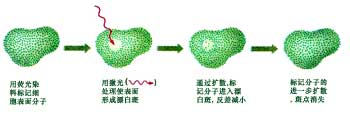 用荧光染
料标记细
胞表面分子
用激光()
处理使表面
形成漂白斑
通过扩散,标
记分子进入漂
白斑,反差减小
标记分子的
进一步扩散,
斑点消失